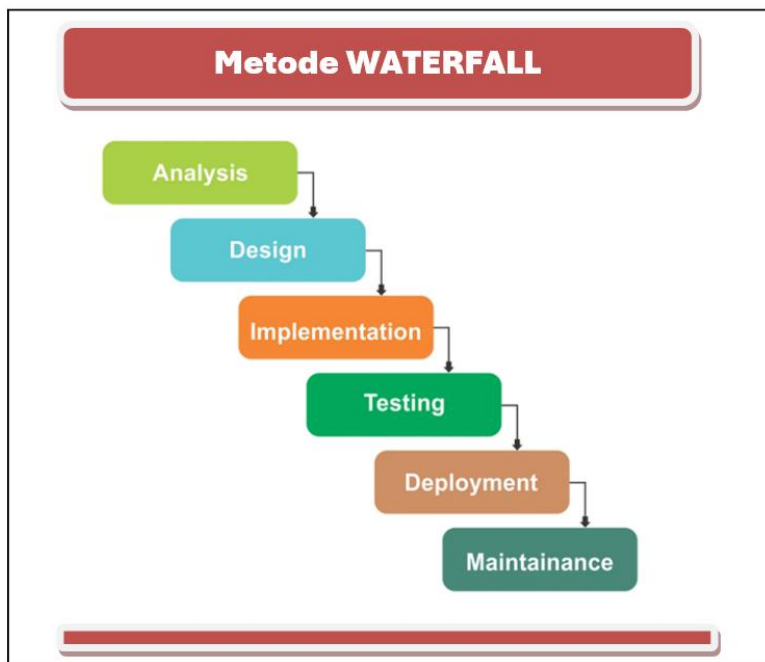 Metode WATERFALL
Analysis
Design
Implementation
Testing
Deployment
Maintainance